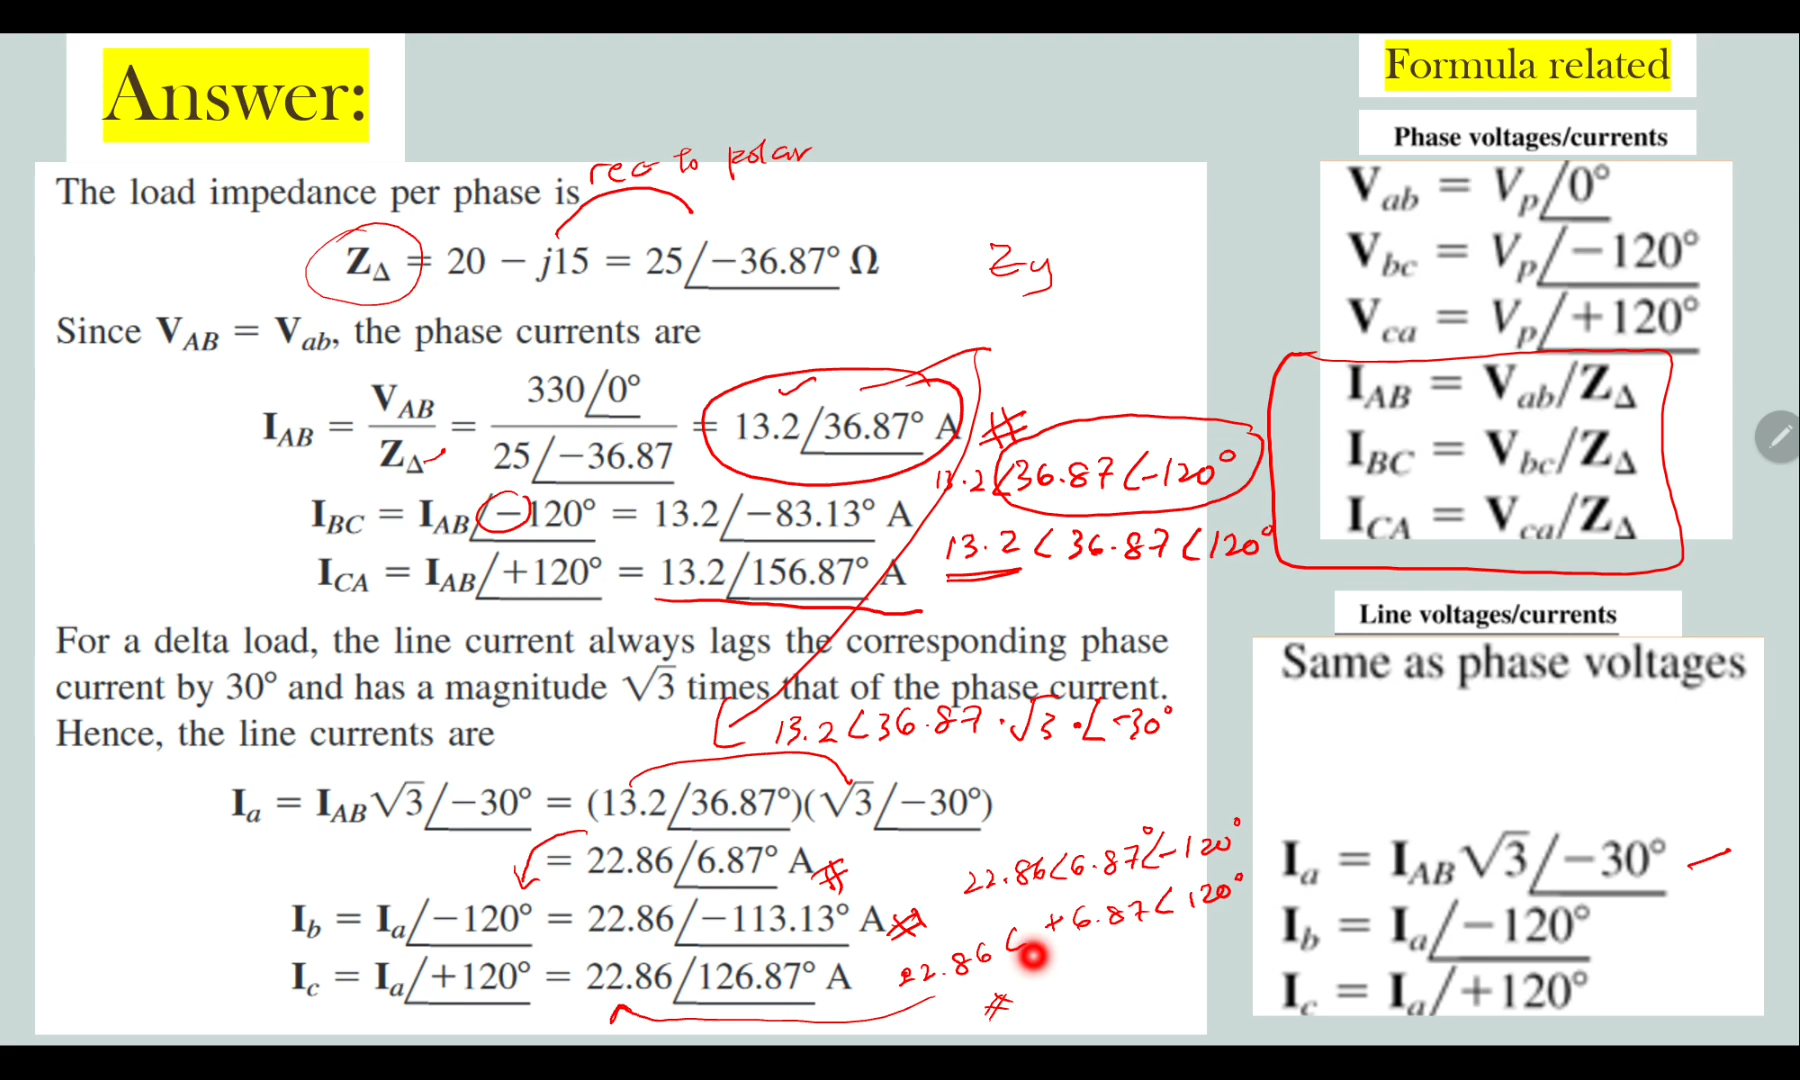 Answer:
rec to polar
The load impedance per phase is
Z_Δ = 20 − j15 = 25/−36.87° Ω
Zy
Since V_AB = V_ab, the phase currents are
I_AB = V_AB/Z_Δ = 330/0° / 25/−36.87 = 13.2/36.87° A #
13.2<36.87<-120°
I_BC = I_AB/−120° = 13.2/−83.13° A
13.2<36.87<120°
I_CA = I_AB/+120° = 13.2/156.87° A
For a delta load, the line current always lags the corresponding phase
current by 30° and has a magnitude √3 times that of the phase current.
13.2<36.87·√3·<-30°
Hence, the line currents are
I_a = I_AB√3/−30° = (13.2/36.87°)(√3/−30°)
= 22.86/6.87° A #
22.86<6.87°<-120°
I_b = I_a/−120° = 22.86/−113.13° A #
22.86<+6.87<120°
I_c = I_a/+120° = 22.86/126.87° A
#
Formula related
Phase voltages/currents
V_ab = V_p/0°
V_bc = V_p/−120°
V_ca = V_p/+120°
I_AB = V_ab/Z_Δ
I_BC = V_bc/Z_Δ
I_CA = V_ca/Z_Δ
Line voltages/currents
Same as phase voltages
I_a = I_AB√3/−30°
I_b = I_a/−120°
I_c = I_a/+120°